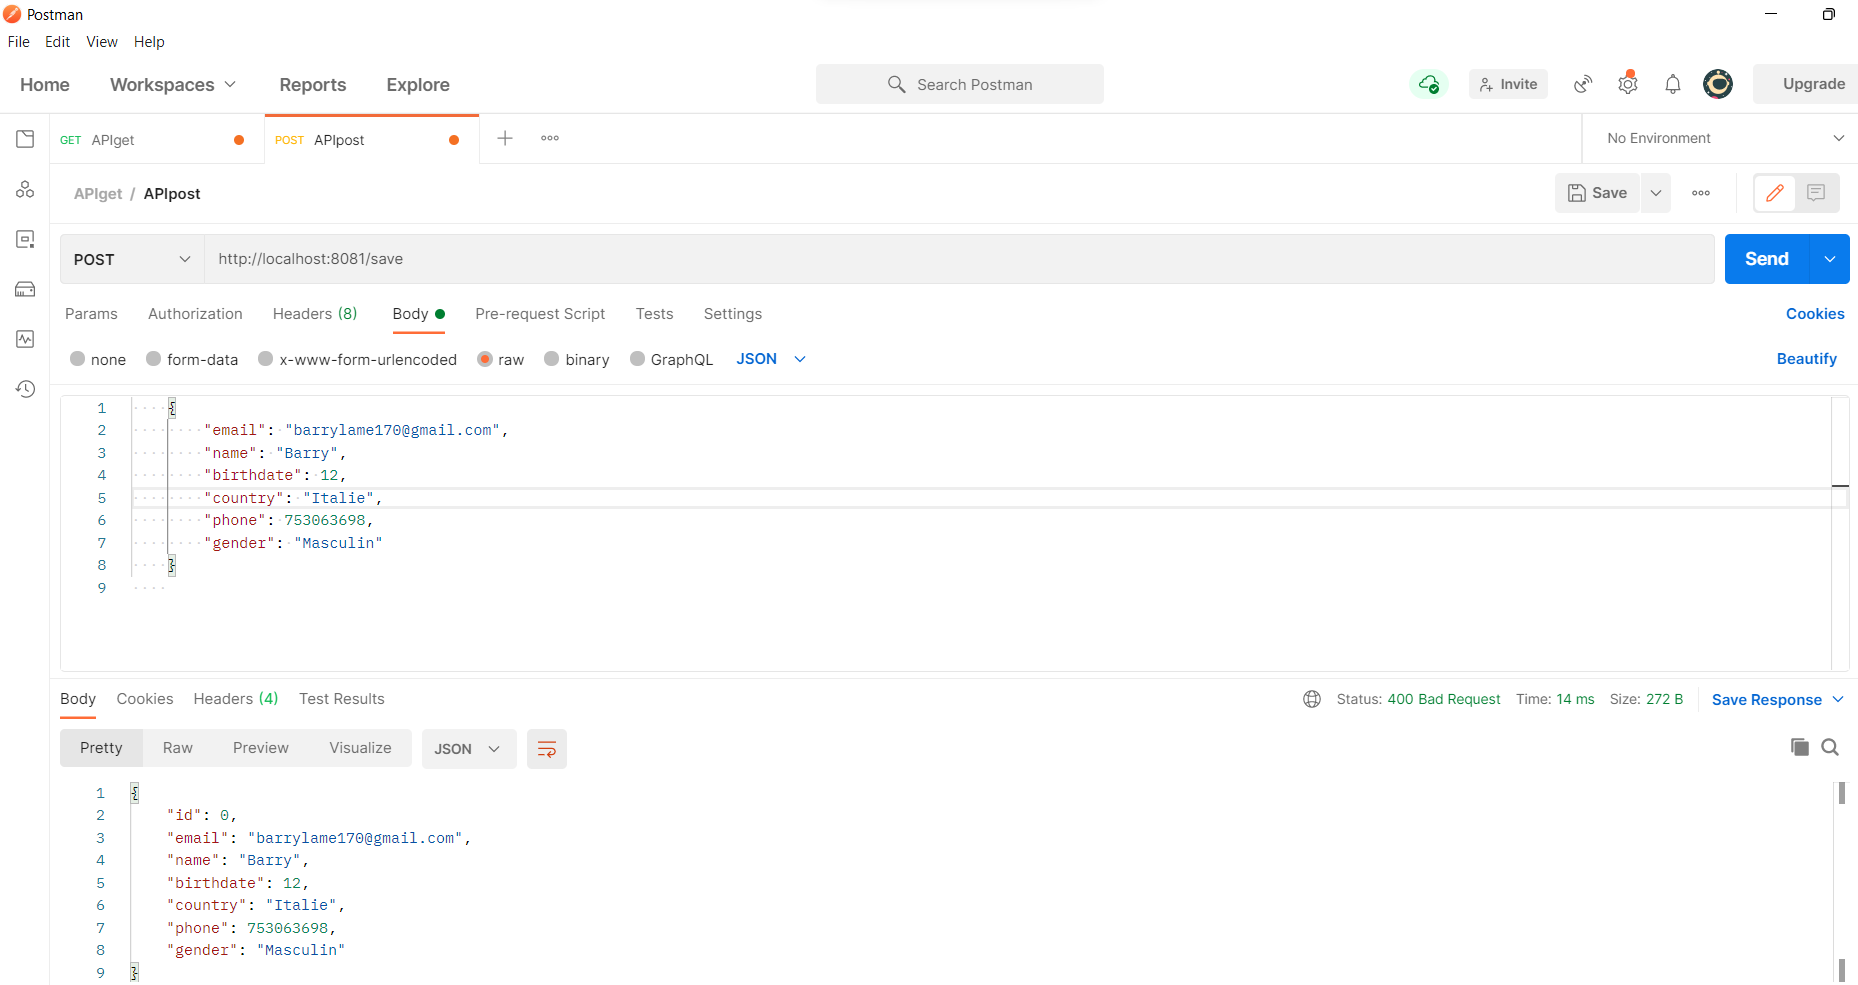 Postman
File Edit View Help
Home Workspaces Reports Explore Search Postman Invite Upgrade
GET APIget POST APIpost No Environment
APIget / APIpost Save
POST http://localhost:8081/save Send
Params Authorization Headers (8) Body Pre-request Script Tests Settings Cookies
none form-data x-www-form-urlencoded raw binary GraphQL JSON Beautify
1 {
2 "email": "barrylame170@gmail.com",
3 "name": "Barry",
4 "birthdate": 12,
5 "country": "Italie",
6 "phone": 753063698,
7 "gender": "Masculin"
8 }
9
Body Cookies Headers (4) Test Results Status: 400 Bad Request Time: 14 ms Size: 272 B Save Response
Pretty Raw Preview Visualize JSON
1 {
2 "id": 0,
3 "email": "barrylame170@gmail.com",
4 "name": "Barry",
5 "birthdate": 12,
6 "country": "Italie",
7 "phone": 753063698,
8 "gender": "Masculin"
9 }